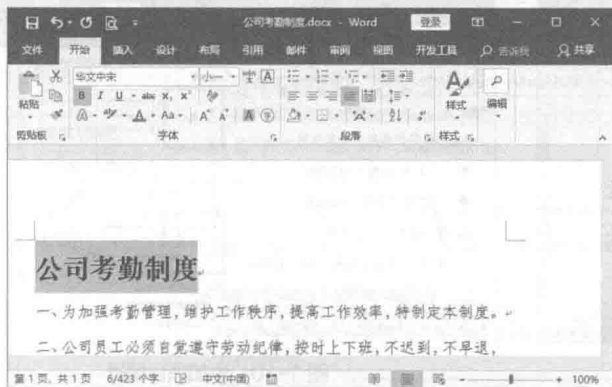 公司考勤制度.docx - Word
登录
文件 开始 插入 设计 布局 引用 邮件 审阅 视图 开发工具 告诉我 共享
华文中宋 小一
粘贴
B I U abc x, x²
Aa
样式
编辑
剪贴板 字体 段落 样式
公司考勤制度
一、为加强考勤管理,维护工作秩序,提高工作效率,特制定本制度。
二、公司员工必须自觉遵守劳动纪律,按时上下班,不迟到,不早退,
第1页,共1页 6/423个字 中文(中国) 100%